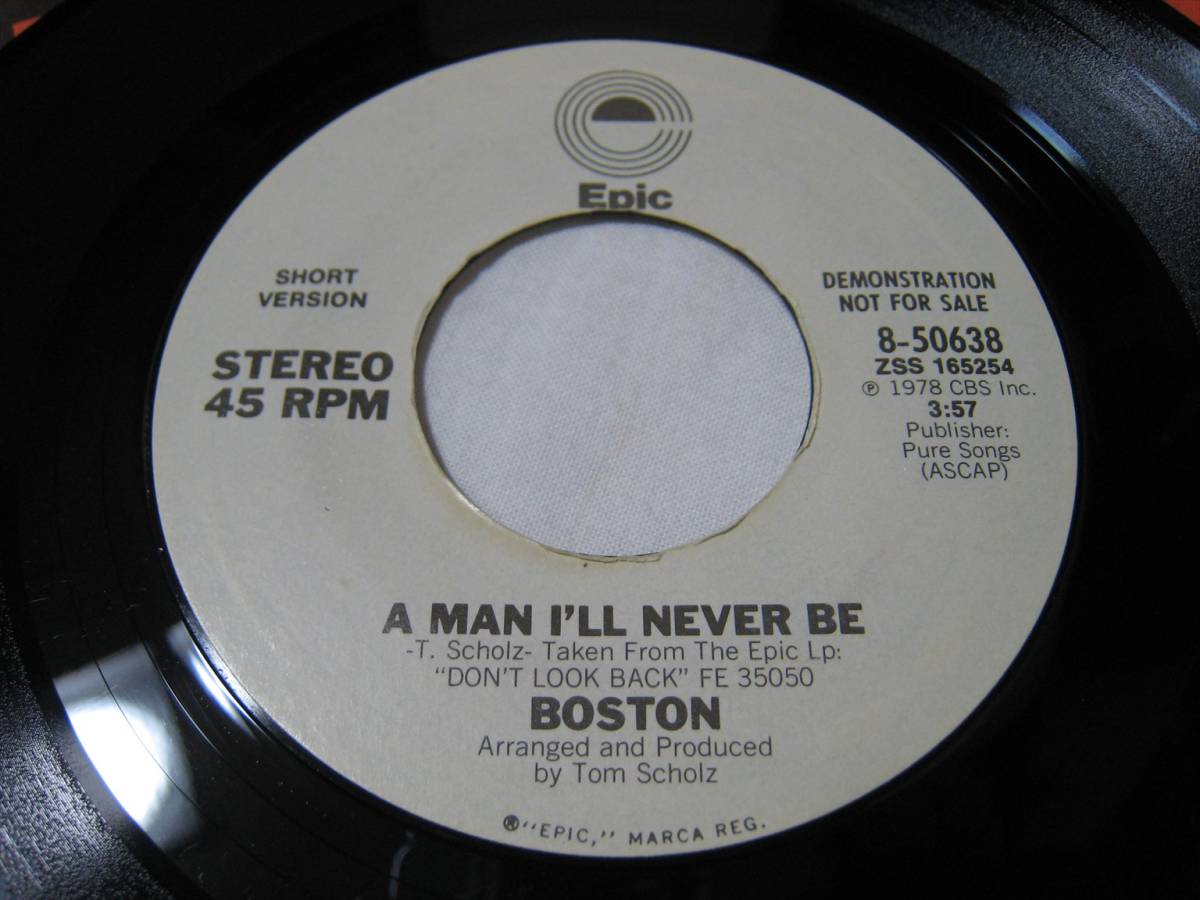 Epic
SHORT
VERSION
STEREO
45 RPM
DEMONSTRATION
NOT FOR SALE
8-50638
ZSS 165254
℗ 1978 CBS Inc.
3:57
Publisher:
Pure Songs
(ASCAP)
A MAN I'LL NEVER BE
-T. Scholz- Taken From The Epic Lp:
"DON'T LOOK BACK" FE 35050
BOSTON
Arranged and Produced
by Tom Scholz
®"EPIC," MARCA REG.